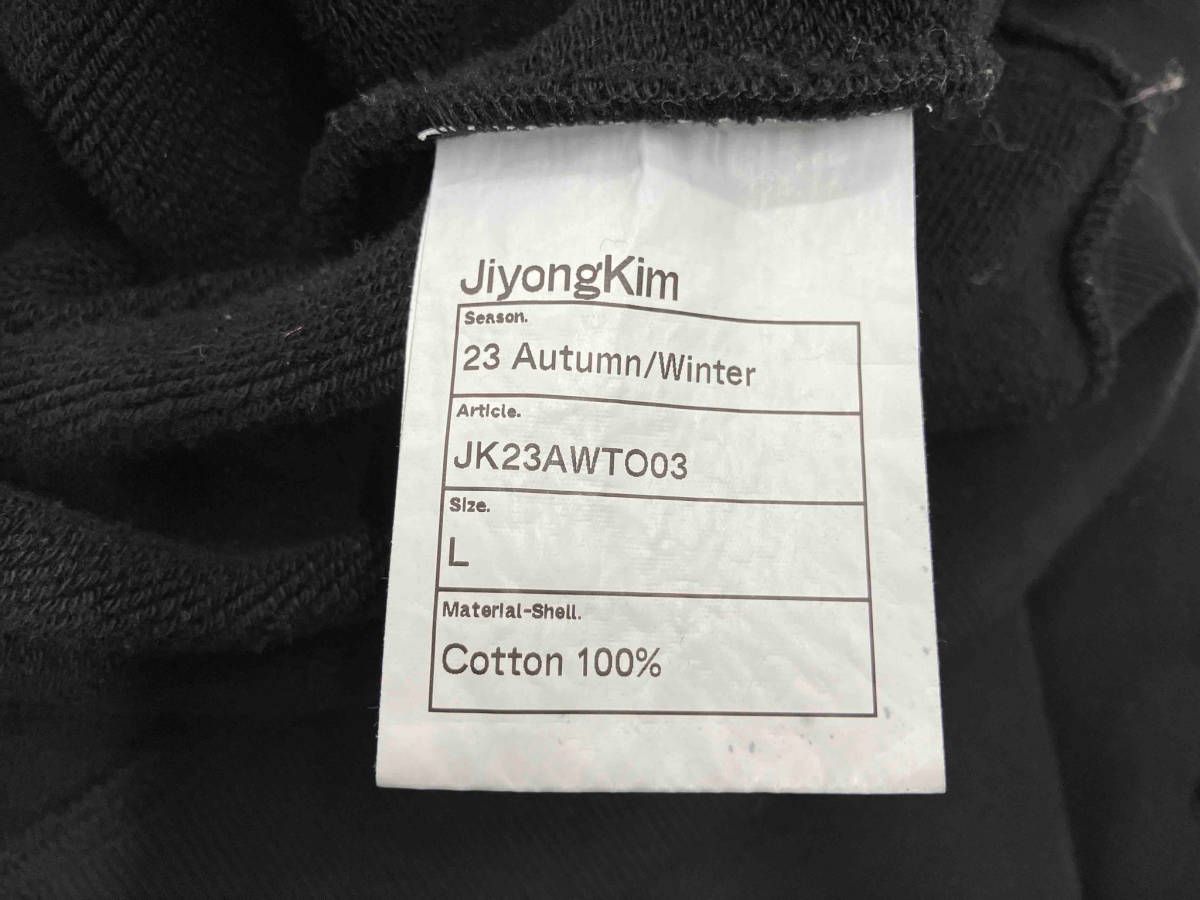 JiyongKim
Season.
23 Autumn/Winter
Article.
JK23AWTO03
Size.
L
Material-Shell.
Cotton 100%